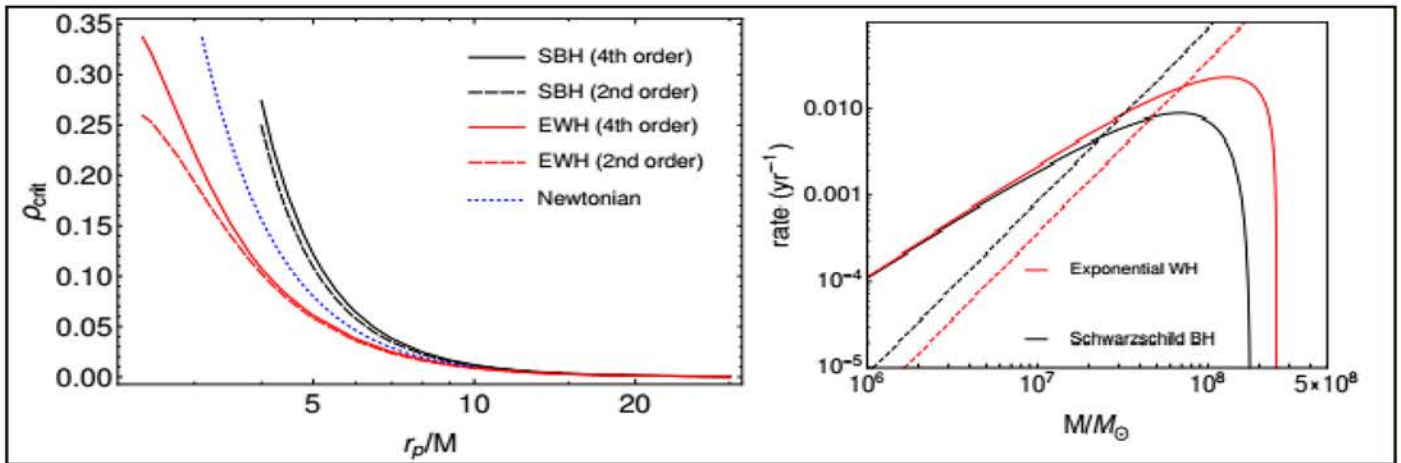 0.35
0.30
0.25
0.20
0.15
0.10
0.05
0.00
ρcrit
SBH (4th order)
SBH (2nd order)
EWH (4th order)
EWH (2nd order)
Newtonian
5
10
20
rₚ/M
0.010
0.001
10⁻⁴
10⁻⁵
rate (yr⁻¹)
Exponential WH
Schwarzschild BH
10⁶
10⁷
10⁸
5×10⁸
M/M☉